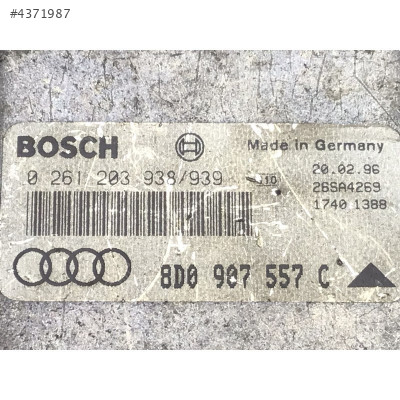 #4371987
BOSCH
Made in Germany
0 261 203 938/939
20.02.96
26SA4269
1740 1388
8D0 907 557 C